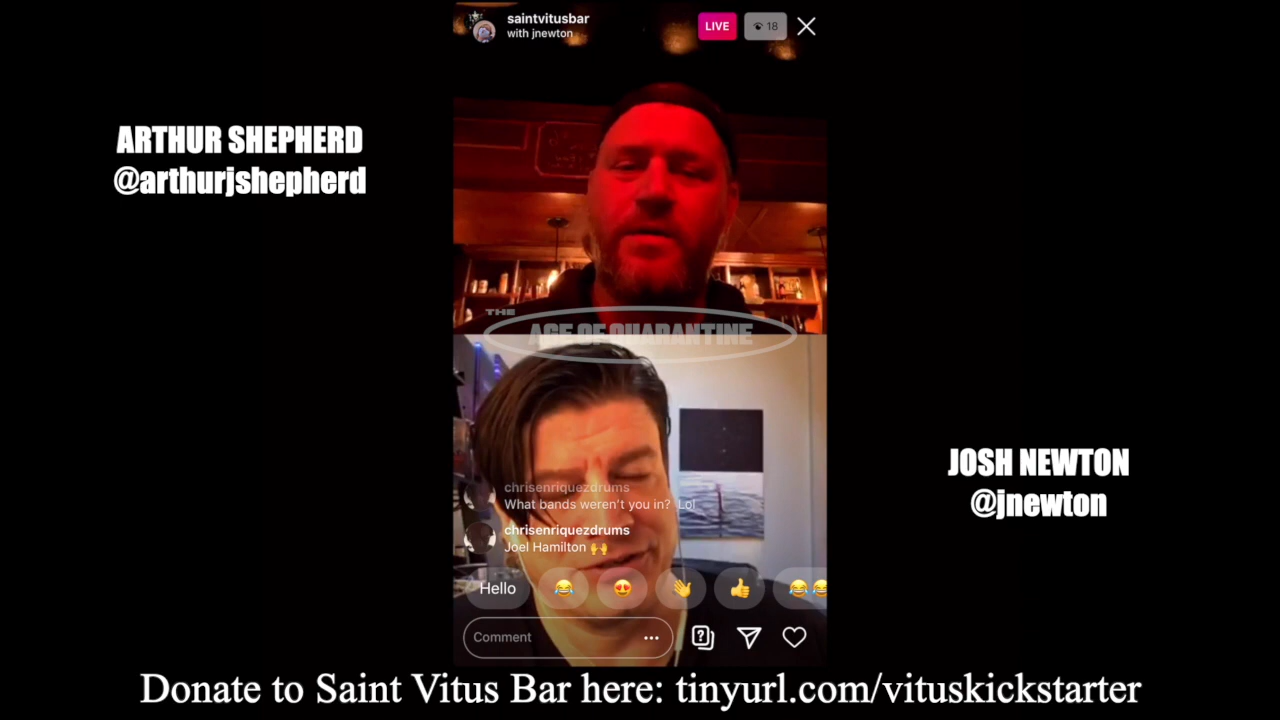 saintvitusbar
with jnewton
LIVE
18
ARTHUR SHEPHERD
@arthurjshepherd
THE
AGE OF QUARANTINE
JOSH NEWTON
@jnewton
chrisenriquezdrums
What bands weren't you in? Lol
chrisenriquezdrums
Joel Hamilton 🙌
Hello
😂
😍
👋
👍
😂😂
Comment
Donate to Saint Vitus Bar here: tinyurl.com/vituskickstarter